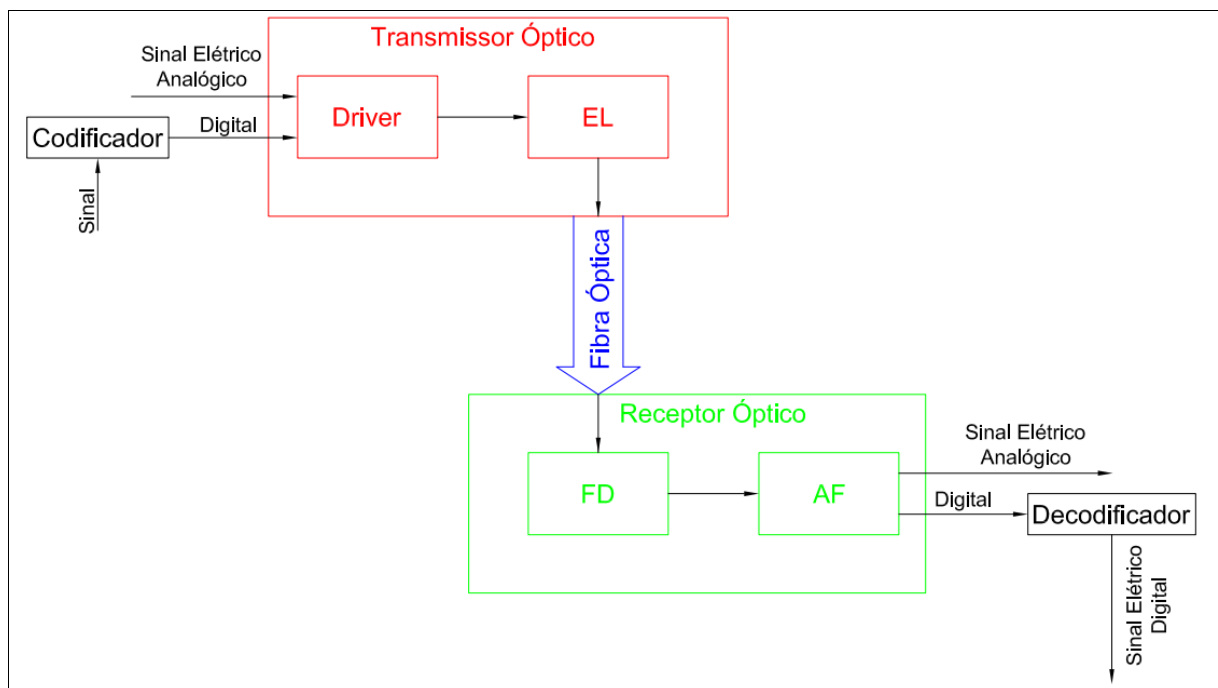 Transmissor Óptico
Sinal Elétrico
Analógico
Driver
EL
Digital
Codificador
Sinal
Fibra Óptica
Receptor Óptico
FD
AF
Sinal Elétrico
Analógico
Digital
Decodificador
Sinal Elétrico
Digital